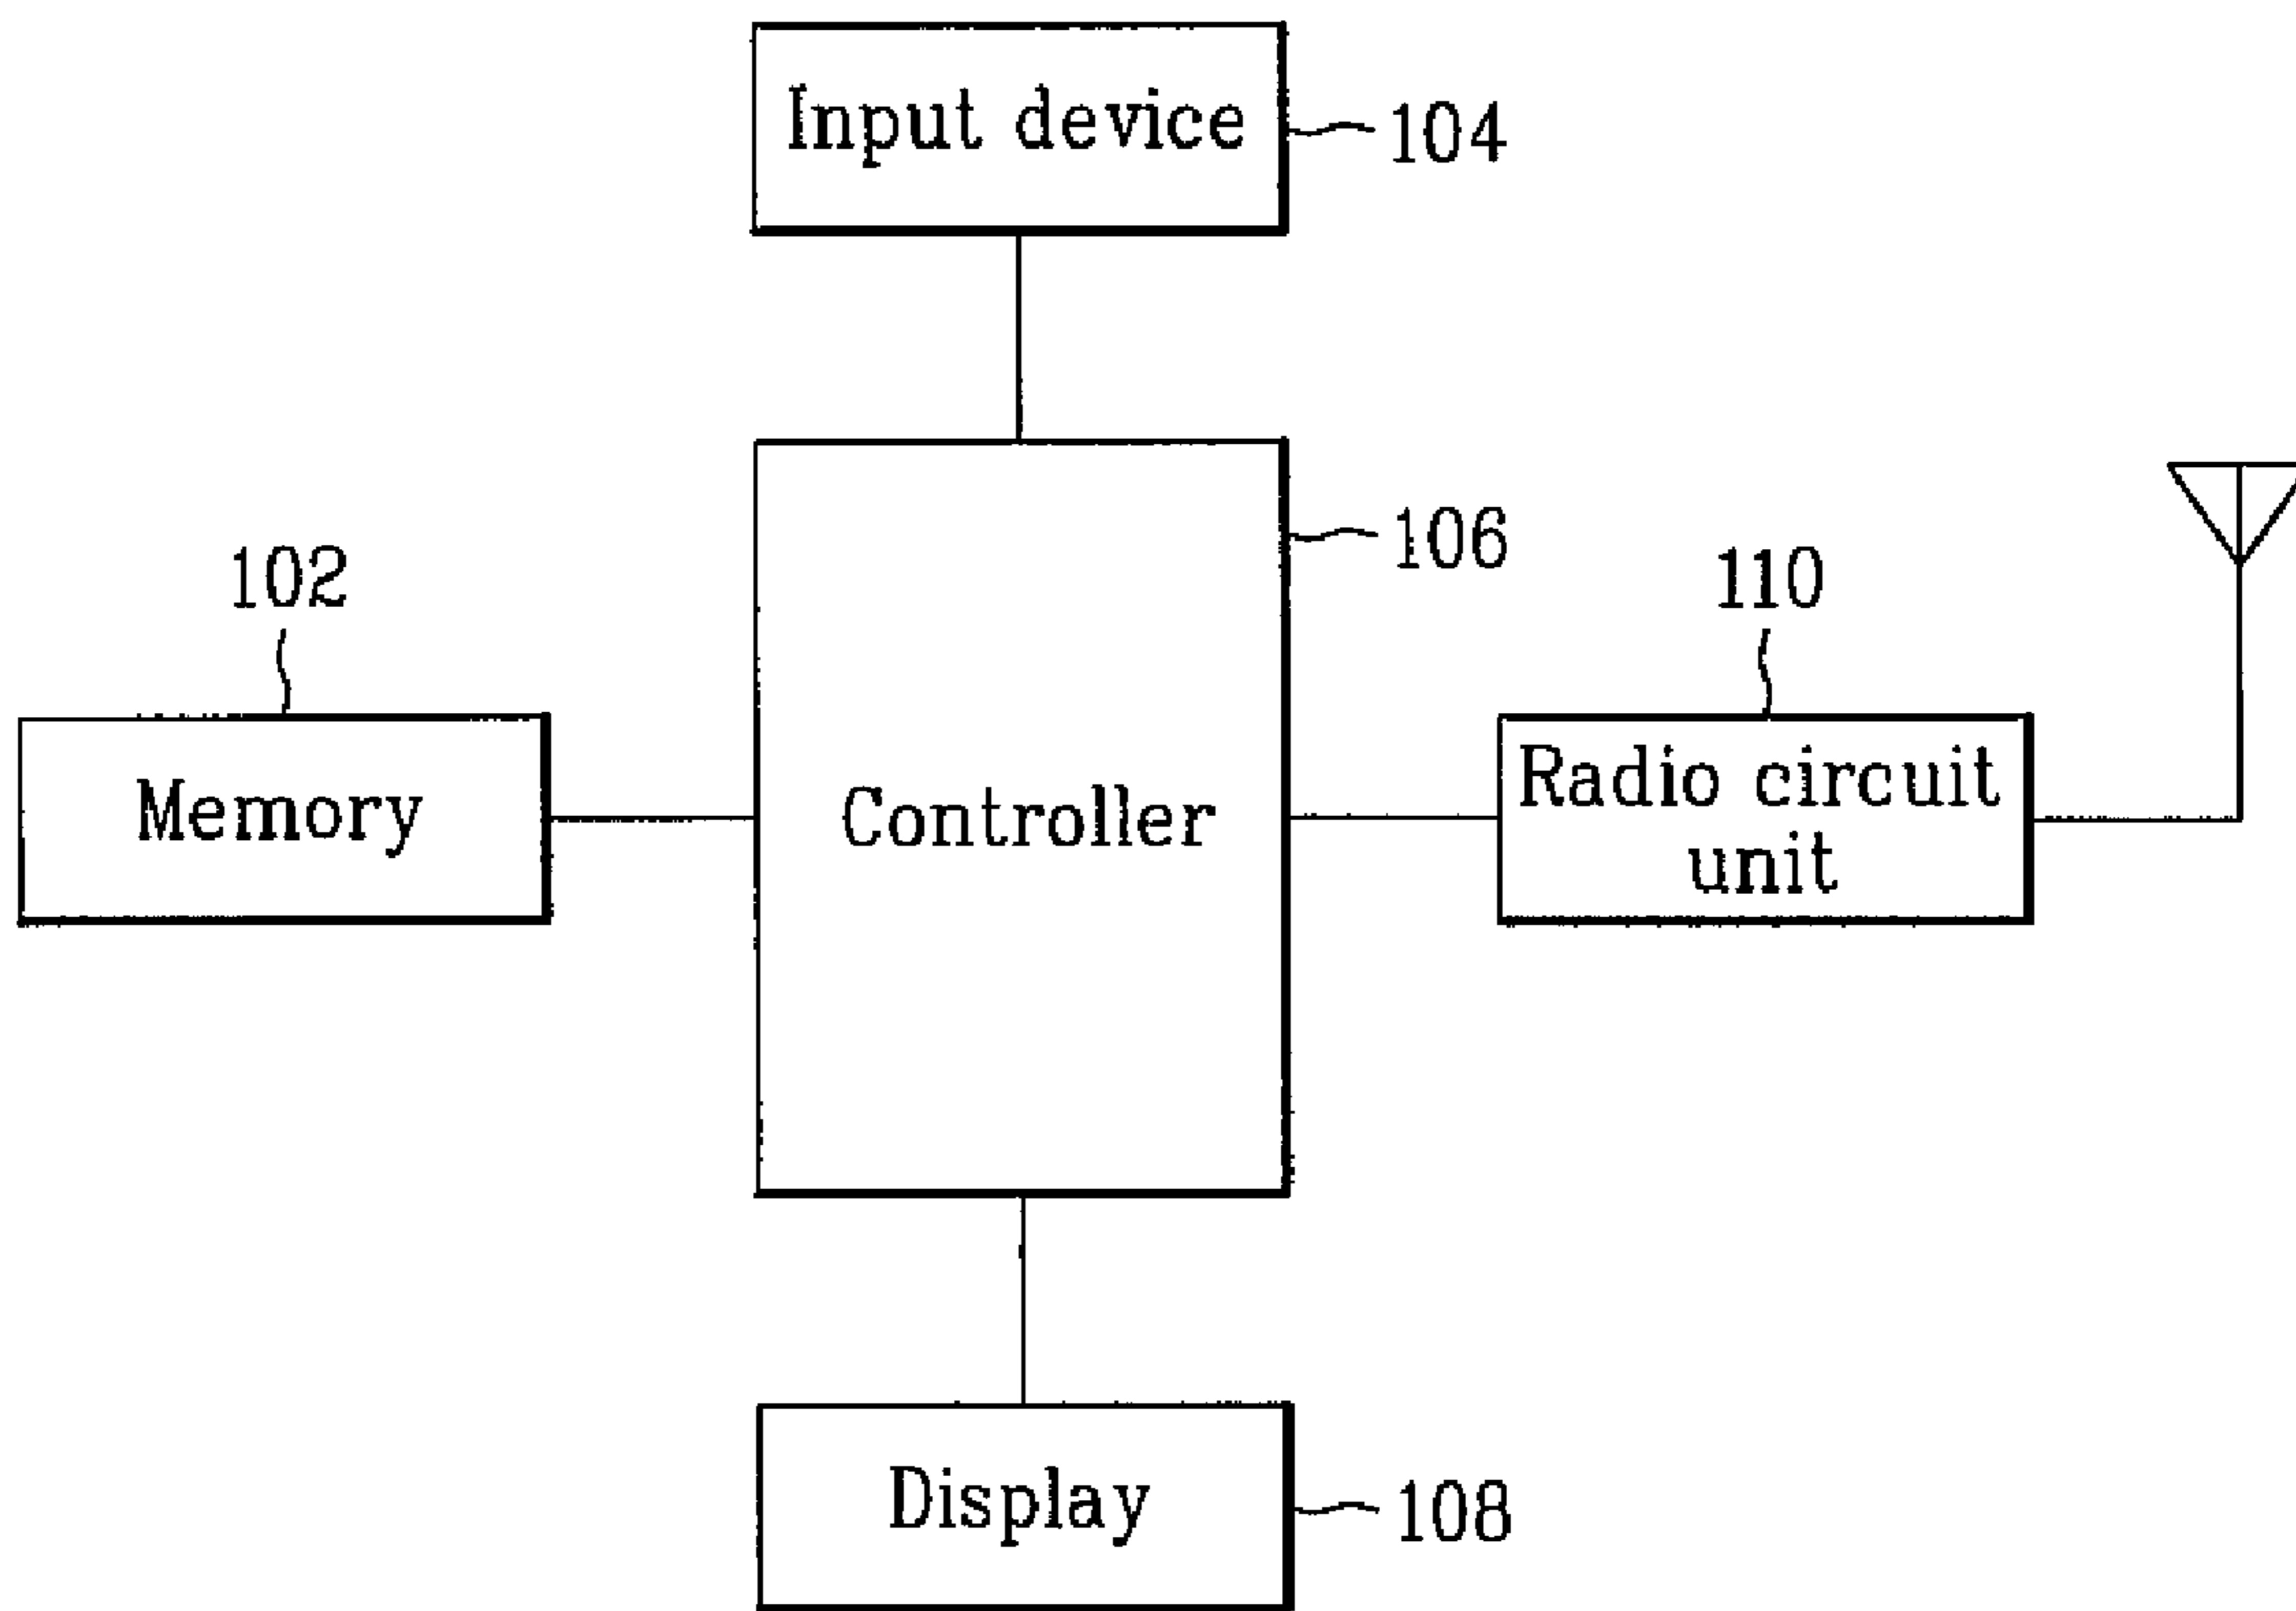 Input device
104
106
102
110
Memory
Controller
Radio circuit
unit
Display
108